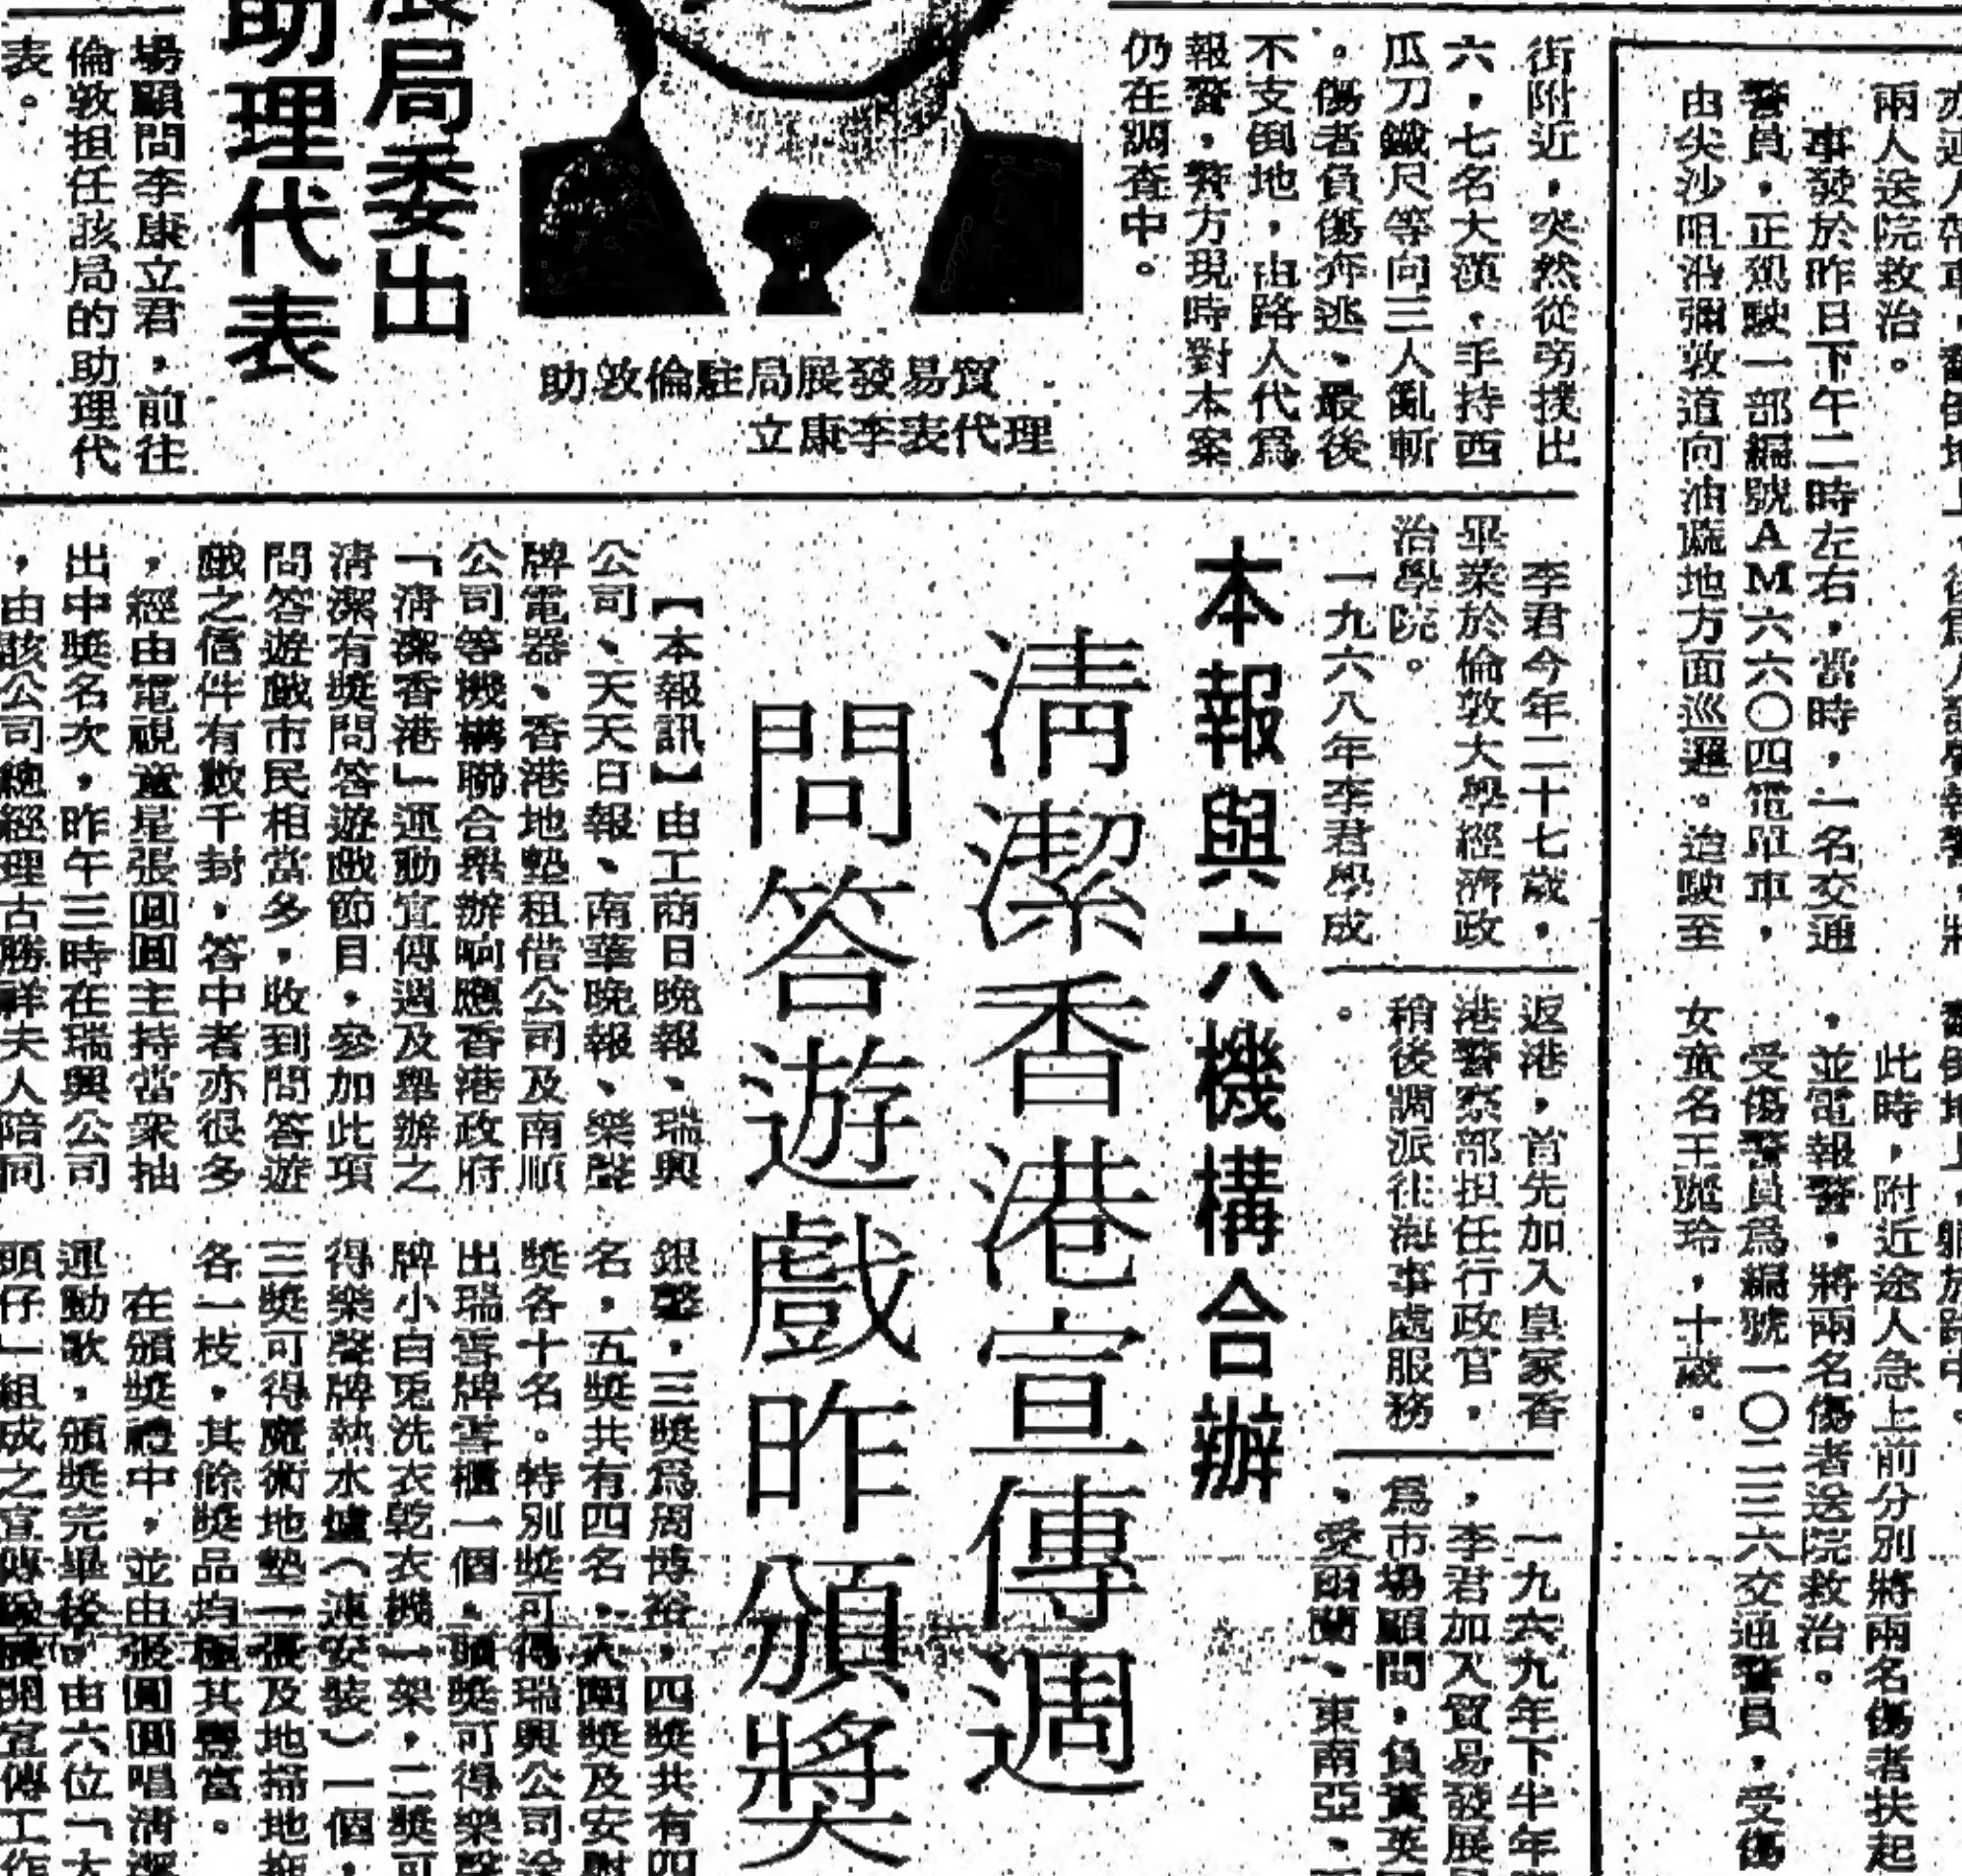 兩人送院救治。
事發於昨日下午二時左右，當時，一名交通
警員，正駕駛一部編號ＡＭ六六〇四電單車，
由尖沙咀沿彌敦道向油蔴地方面巡邏。迨駛至
此時，附近途人急上前分別將兩名傷者扶起
，並電報警，將兩名傷者送院救治。
受傷警員爲編號一〇二三六交通警員，受傷
女童名王麗玲，十歲。
街附近，突然從旁撲出
六，七名大漢，手持西
瓜刀鐵尺等向三人亂斬
。傷者負傷奔逃，最後
不支倒地，由路人代爲
報警，警方現時對本案
仍在調查中。
貿易發展局駐倫敦助
理代表李康立
展局委出
助理代表
場顧問李康立君，前往
倫敦担任該局的助理代
表。
李君今年二十七歲，
畢業於倫敦大學經濟政
治學院。
一九六八年李君學成
返港，首先加入皇家香
港警察部担任行政官，
稍後調派往海事處服務
。
一九六九年下半年
，李君加入貿易發展
爲市場顧問，負責英
、愛爾蘭、東南亞、
本報與六機構合辦
清潔香港宣傳週
問答遊戲昨頒獎
【本報訊】由工商日晚報、瑞興
公司、天天日報、南華晚報、樂聲
牌電器、香港地墊租借公司及南順
公司等機構聯合舉辦响應香港政府
「清潔香港」運動宣傳週及舉辦之
清潔有獎問答遊戲節目，參加此項
問答遊戲市民相當多，收到問答遊
戲之信件有數千封，答中者亦很多
，經由電視童星張圓圓主持當衆抽
出中獎名次，昨午三時在瑞興公司
，由該公司總經理古勝祥夫人陪同
銀髮，三獎爲周博裕，四獎共有四
名，五獎共有四名，入圍獎及安慰
獎各十名。特別獎可得瑞興公司送
出瑞雪牌雪櫃一個，頭獎可得樂聲
牌小白兎洗衣乾衣機一架，二獎可
得樂聲牌熱水爐（連安裝）一個，
三獎可得魔術地墊一張及地掃地拖
各一枝，其餘獎品均極其豐富。
在頒獎禮中，並由張圓圓唱清潔
運動歌，頒獎完畢後，由六位「大
頭仔」組成之宣傳隊展開宣傳工作